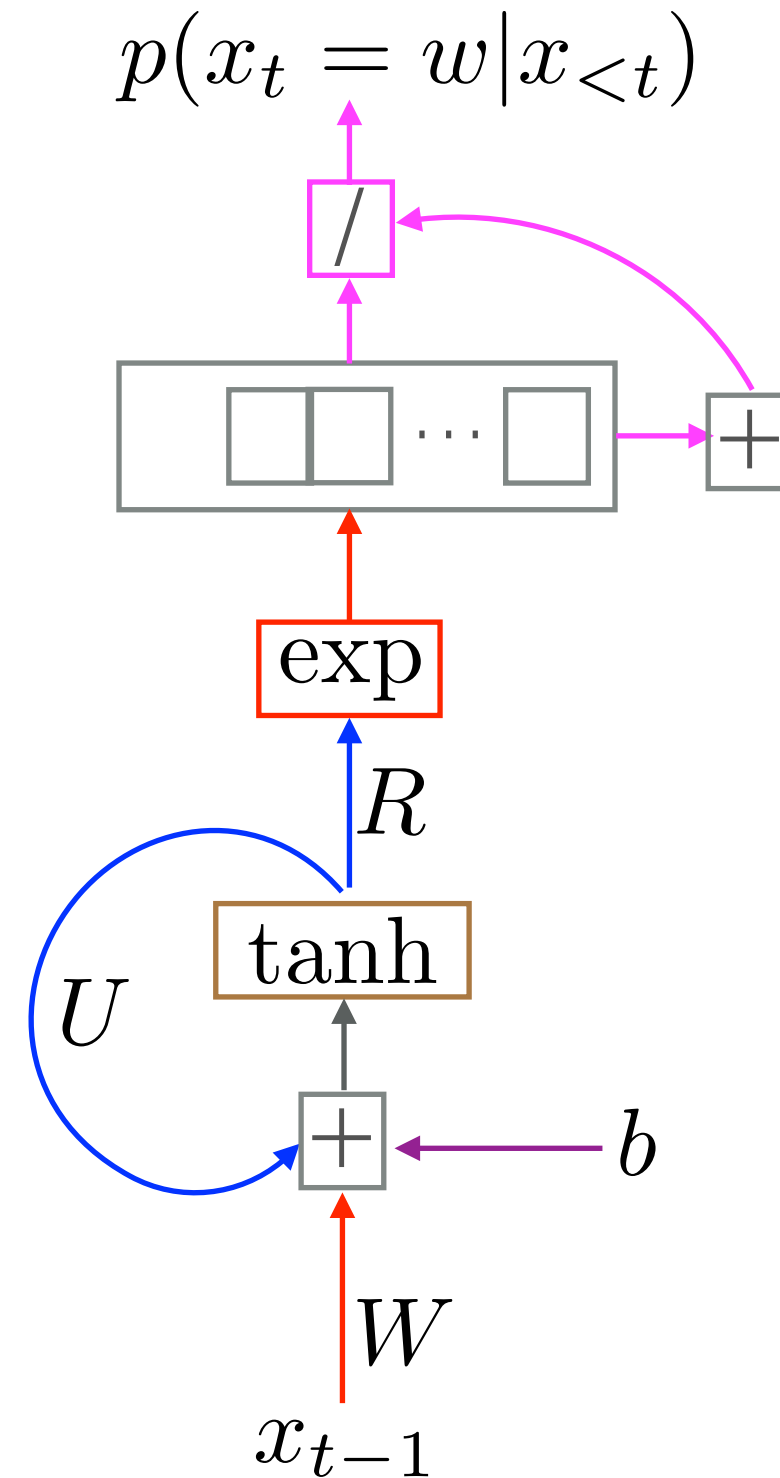 p(x_t = w|x_{<t})
/
···
+
exp
R
tanh
U
+
b
W
x_{t−1}